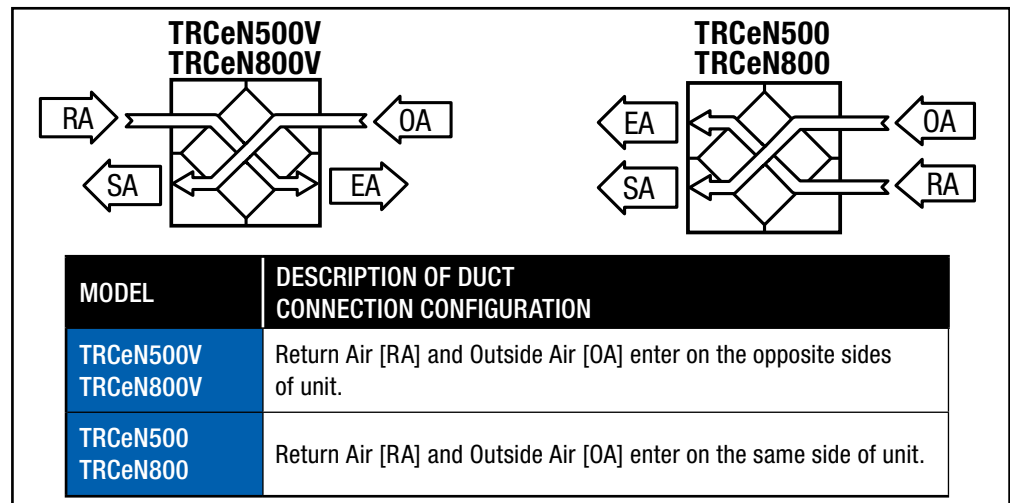 TRCeN500V
TRCeN800V
RA
OA
SA
EA
TRCeN500
TRCeN800
EA
OA
SA
RA
MODEL
DESCRIPTION OF DUCT
CONNECTION CONFIGURATION
TRCeN500V
TRCeN800V
Return Air [RA] and Outside Air [OA] enter on the opposite sides
of unit.
TRCeN500
TRCeN800
Return Air [RA] and Outside Air [OA] enter on the same side of unit.